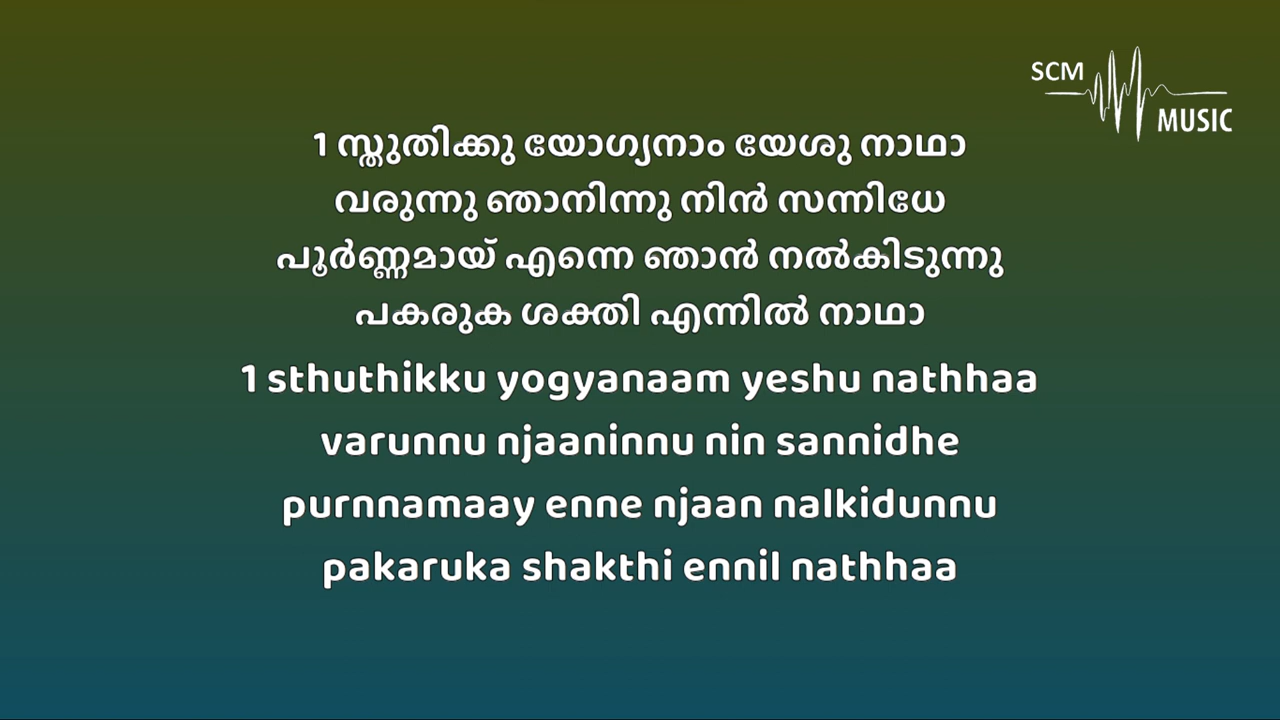 SCM
MUSIC
1 സ്തുതിക്കു യോഗ്യനാം യേശു നാഥാ
വരുന്നു ഞാനിന്നു നിൻ സന്നിധേ
പൂർണ്ണമായ് എന്നെ ഞാൻ നൽകിടുന്നു
പകരുക ശക്തി എന്നിൽ നാഥാ
1 sthuthikku yogyanaam yeshu nathhaa
varunnu njaaninnu nin sannidhe
purnnamaay enne njaan nalkidunnu
pakaruka shakthi ennil nathhaa